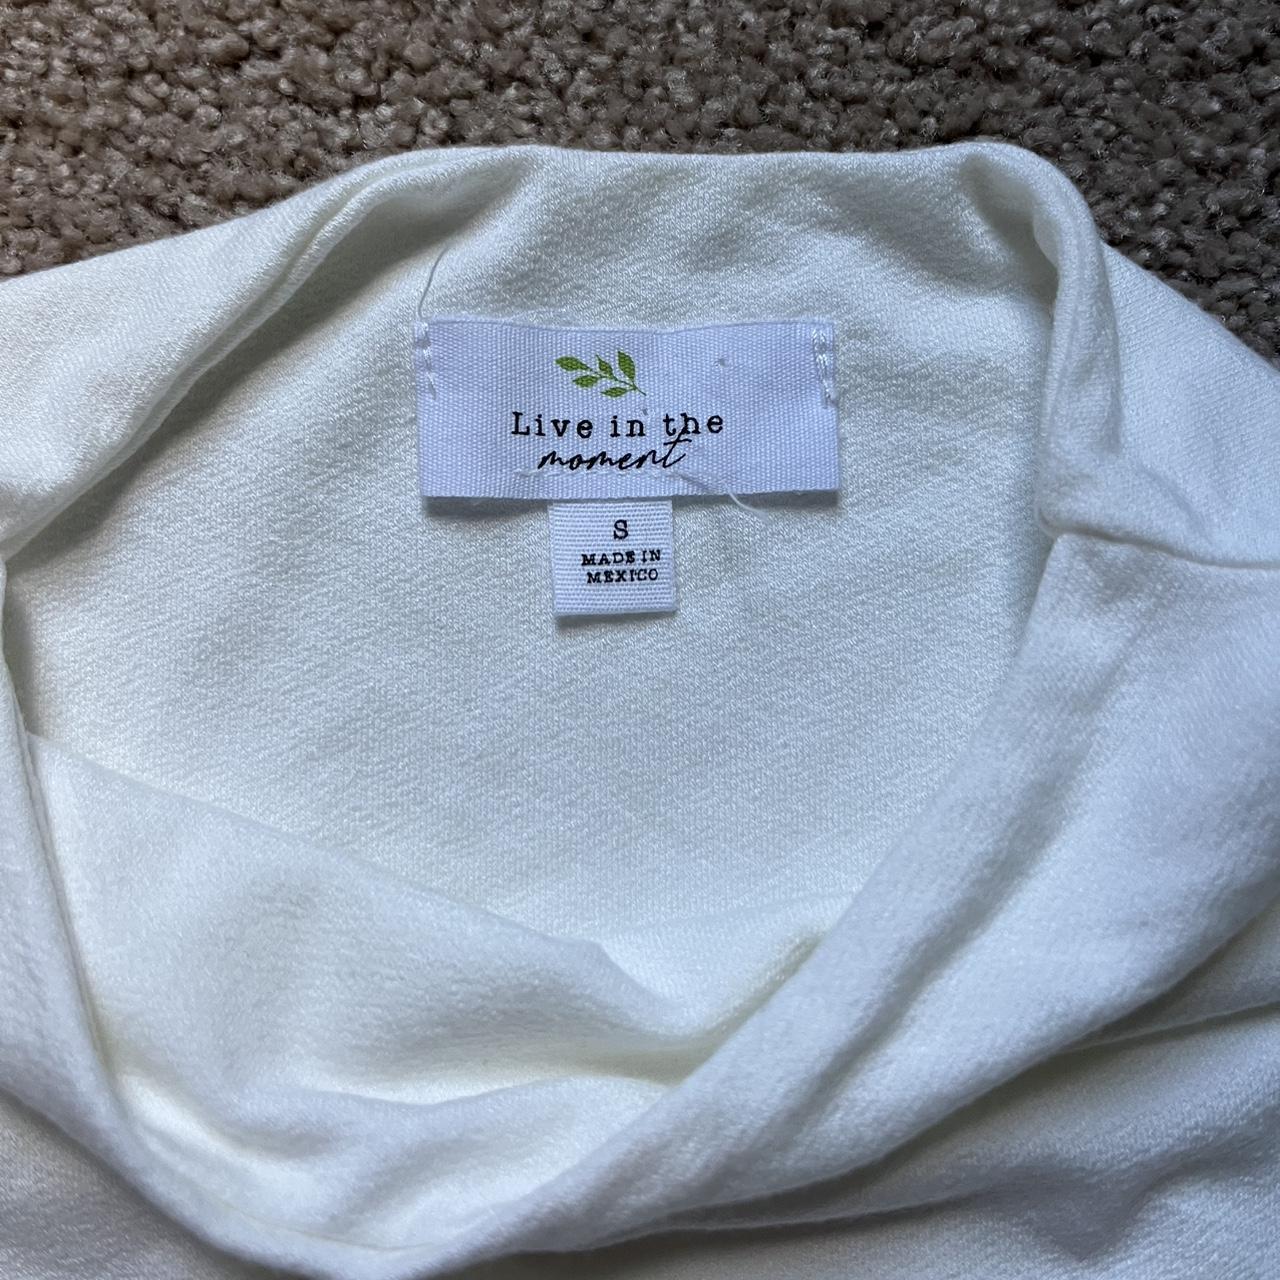 Live in the
moment
S
MADE IN
MEXICO